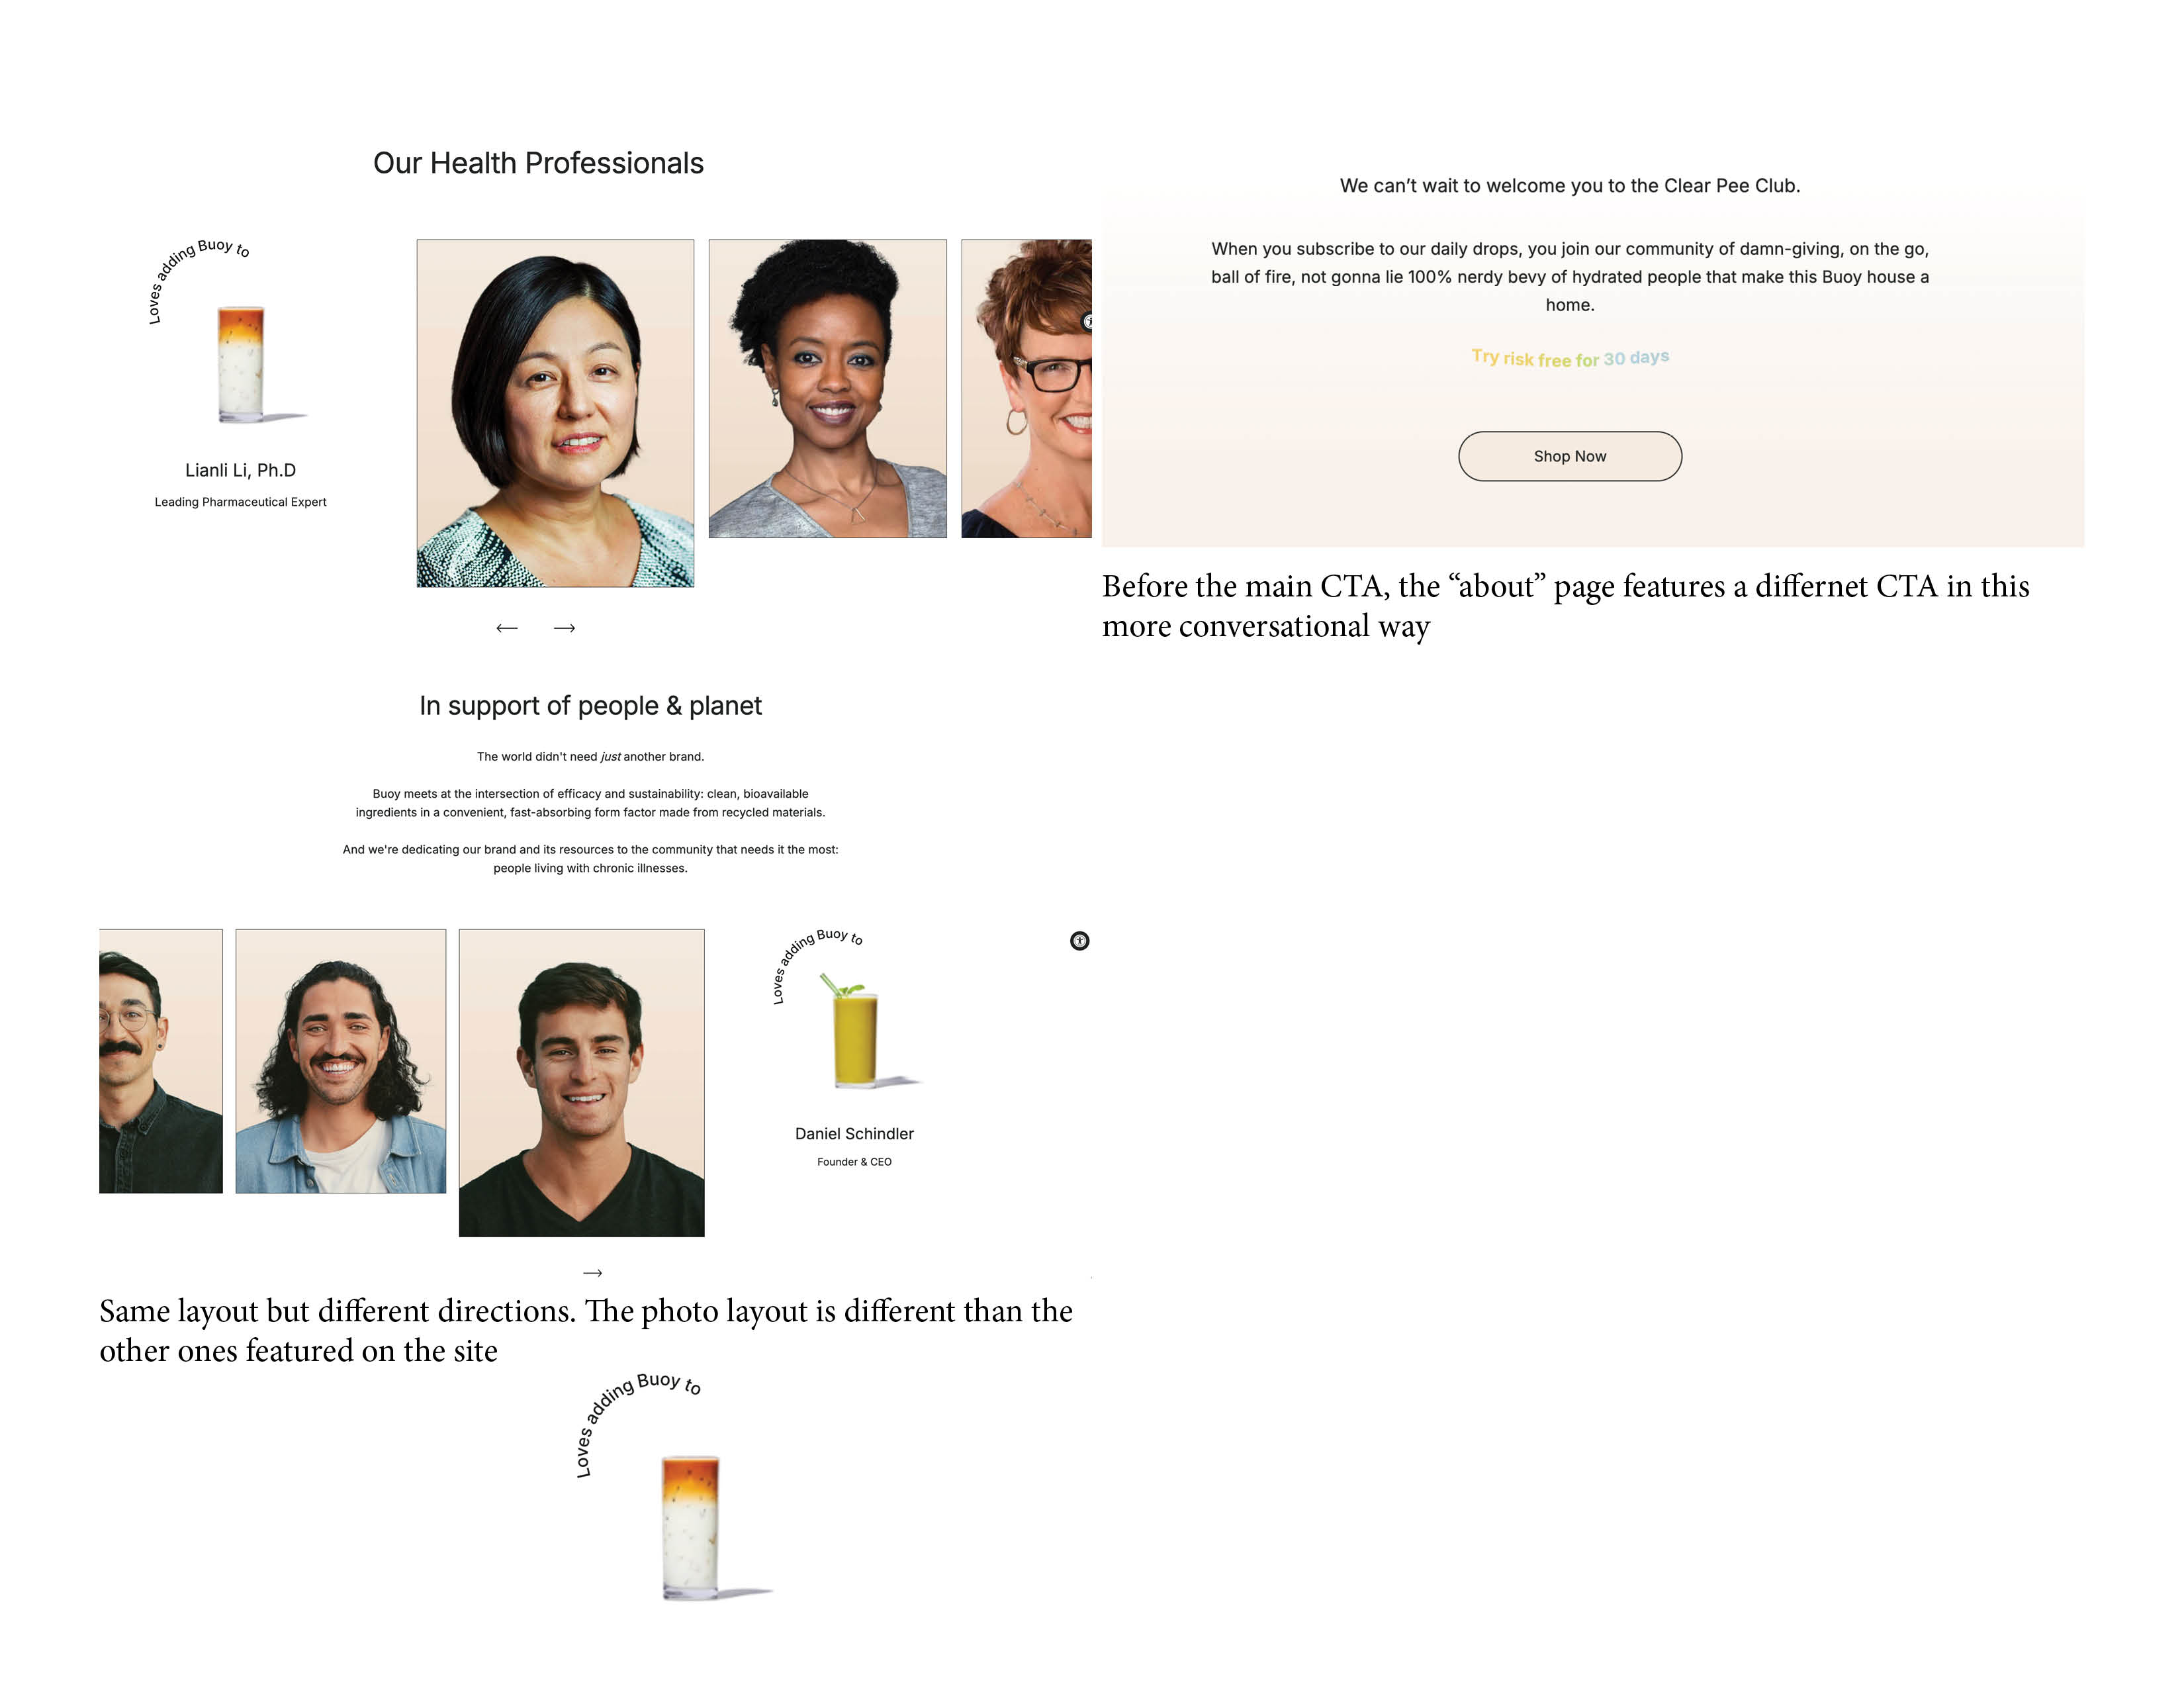 Our Health Professionals
Loves adding Buoy to
Lianli Li, Ph.D
Leading Pharmaceutical Expert
In support of people & planet
The world didn't need just another brand.
Buoy meets at the intersection of efficacy and sustainability: clean, bioavailable
ingredients in a convenient, fast-absorbing form factor made from recycled materials.
And we're dedicating our brand and its resources to the community that needs it the most:
people living with chronic illnesses.
Loves adding Buoy to
Daniel Schindler
Founder & CEO
Same layout but different directions. The photo layout is different than the
other ones featured on the site
Loves adding Buoy to
We can’t wait to welcome you to the Clear Pee Club.
When you subscribe to our daily drops, you join our community of damn-giving, on the go,
ball of fire, not gonna lie 100% nerdy bevy of hydrated people that make this Buoy house a
home.
Try risk free for 30 days
Shop Now
Before the main CTA, the “about” page features a differnet CTA in this
more conversational way